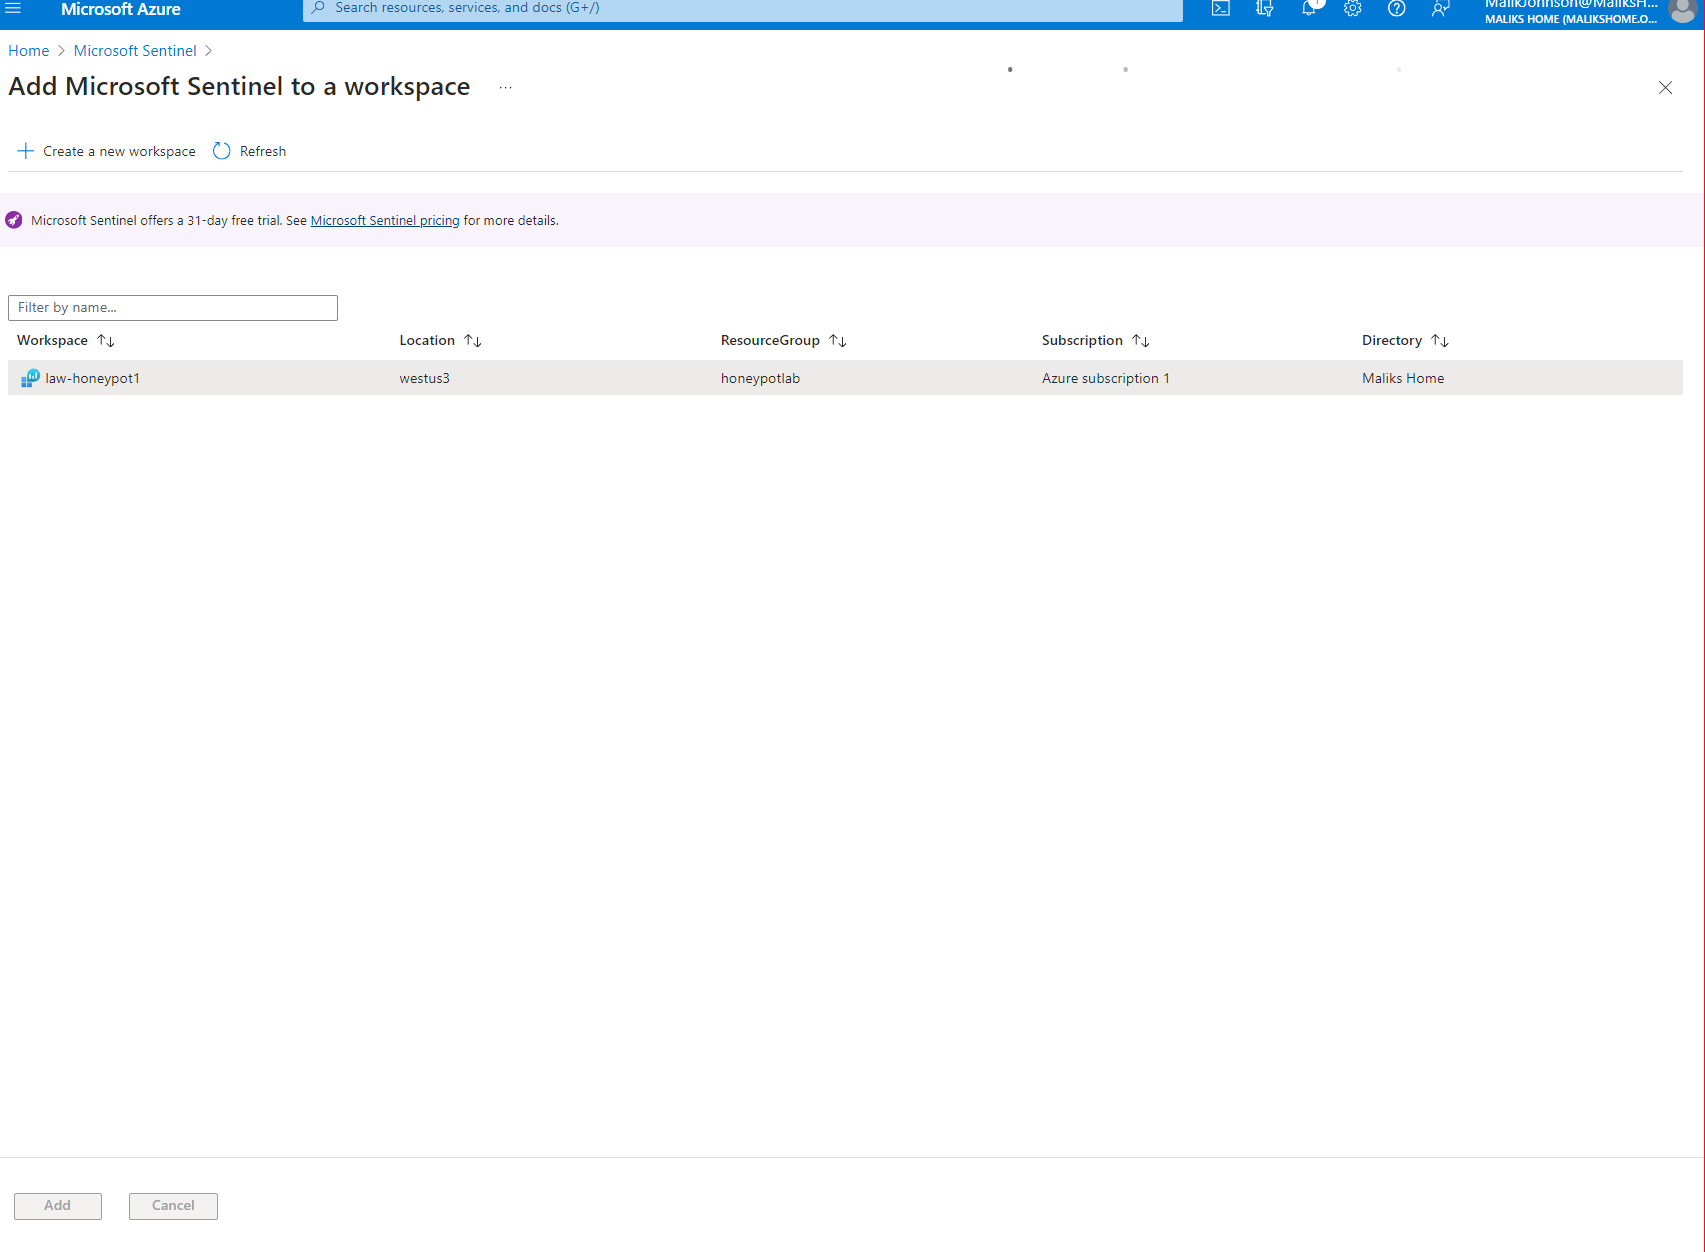 Microsoft Azure
Search resources, services, and docs (G+/)
MalikJohnson@MaliksH...
MALIKS HOME (MALIKSHOME.O...
Home > Microsoft Sentinel >
Add Microsoft Sentinel to a workspace ...
Create a new workspace Refresh
Microsoft Sentinel offers a 31-day free trial. See Microsoft Sentinel pricing for more details.
Filter by name...
Workspace Location ResourceGroup Subscription Directory
law-honeypot1 westus3 honeypotlab Azure subscription 1 Maliks Home
Add Cancel